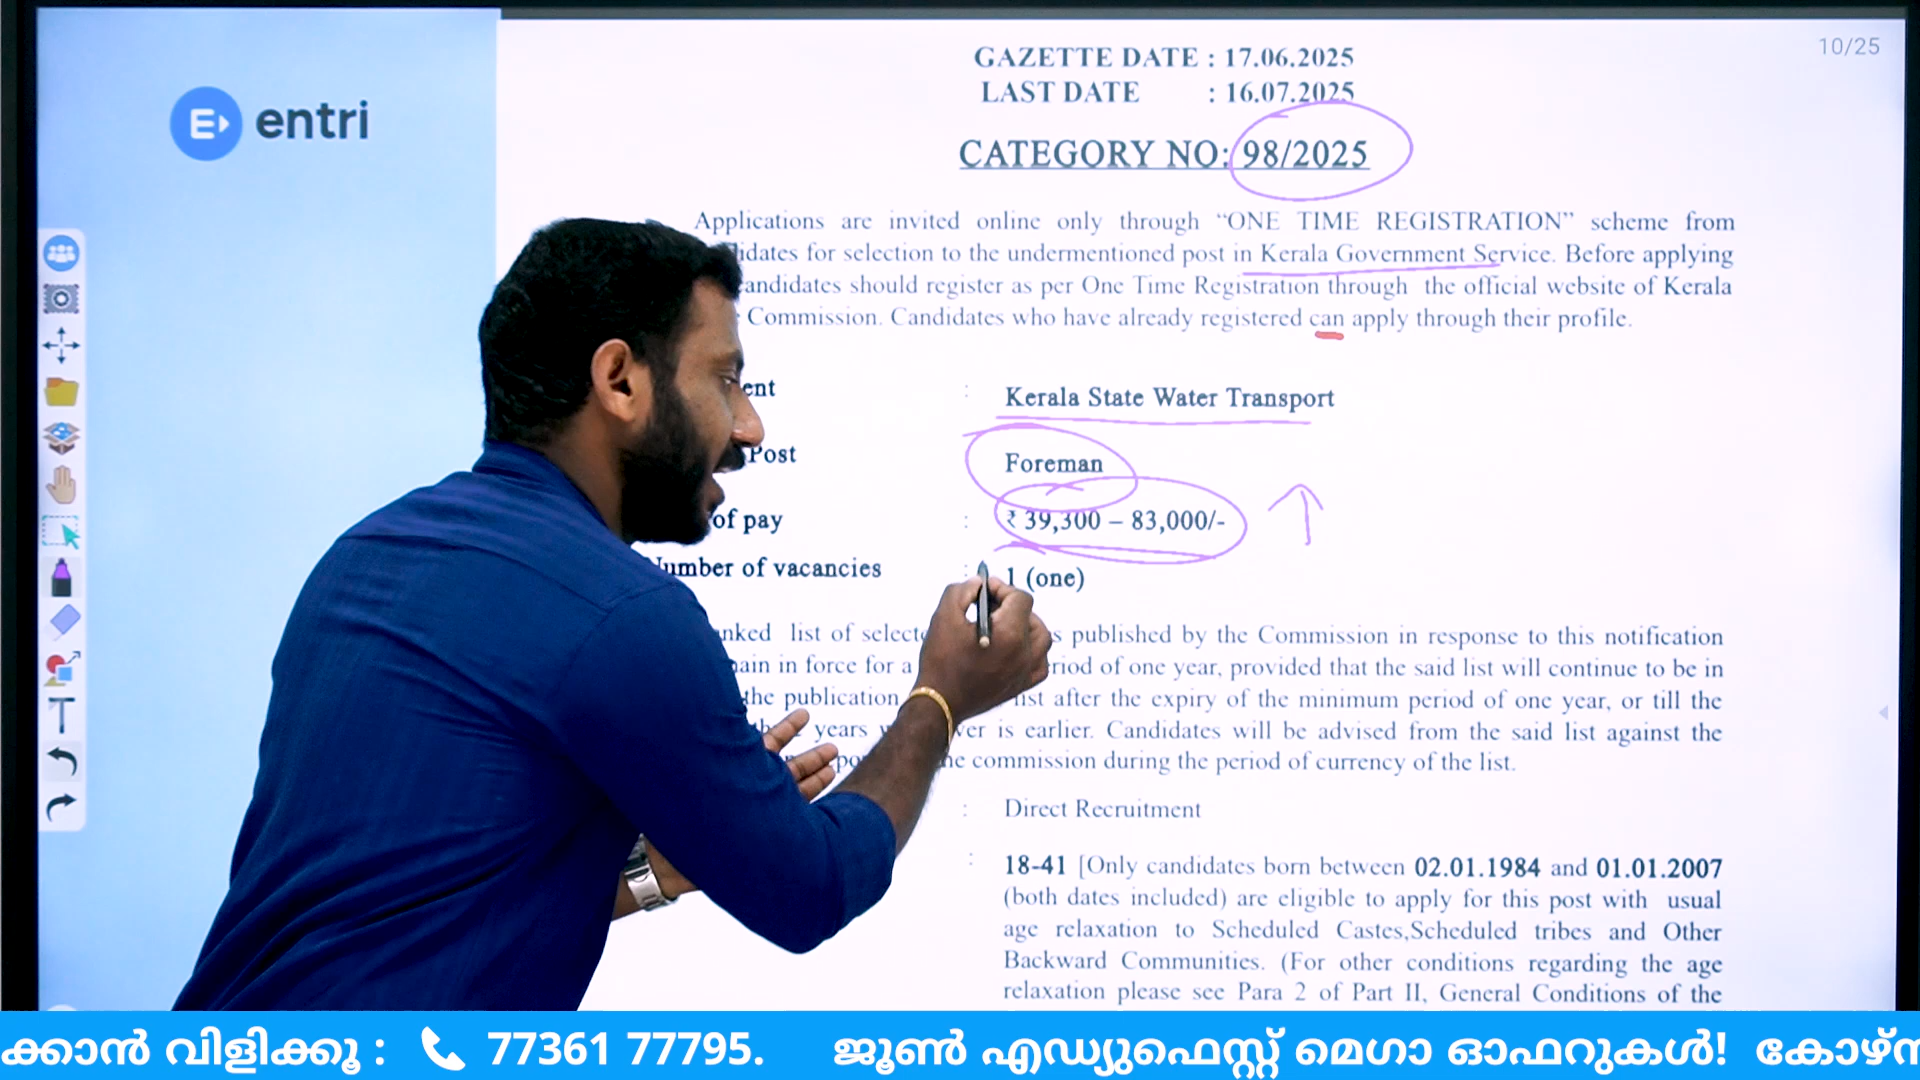 10/25
entri
GAZETTE DATE : 17.06.2025
LAST DATE : 16.07.2025
CATEGORY NO: 98/2025
Applications are invited online only through “ONE TIME REGISTRATION” scheme from
for selection to the undermentioned post in Kerala Government Service. Before applying
should register as per One Time Registration through the official website of Kerala
Commission. Candidates who have already registered can apply through their profile.
: Kerala State Water Transport
Post Foreman
of pay : ₹ 39,300 – 83,000/-
Number of vacancies : 1 (one)
list of published by the Commission in response to this notification
in force for a of one year, provided that the said list will continue to be in
the publication list after the expiry of the minimum period of one year, or till the
years is earlier. Candidates will be advised from the said list against the
commission during the period of currency of the list.
: Direct Recruitment
: 18-41 [Only candidates born between 02.01.1984 and 01.01.2007
(both dates included) are eligible to apply for this post with usual
age relaxation to Scheduled Castes,Scheduled tribes and Other
Backward Communities. (For other conditions regarding the age
relaxation please see Para 2 of Part II, General Conditions of the
വിളിക്കൂ : 77361 77795. ജൂൺ എഡ്യുഫെസ്റ്റ് മെഗാ ഓഫറുകൾ!